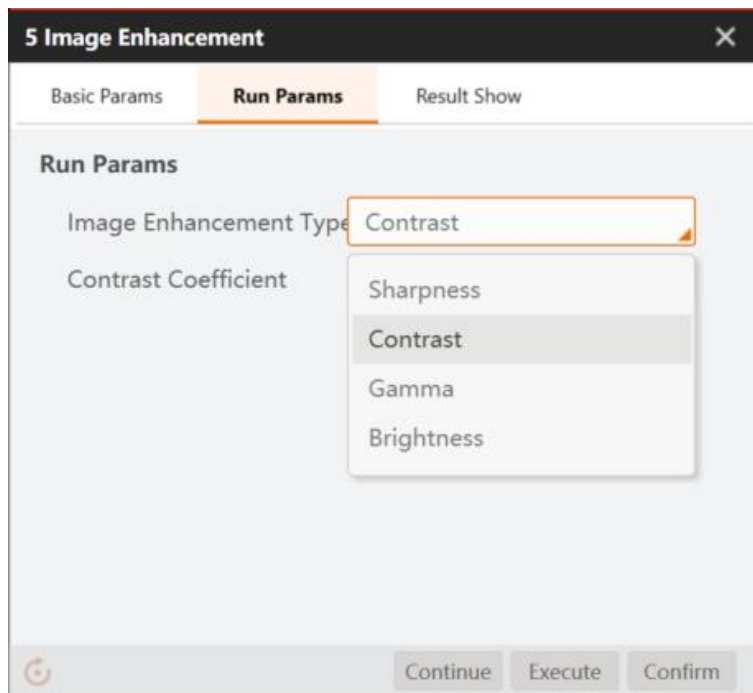 5 Image Enhancement
Basic Params Run Params Result Show
Run Params
Image Enhancement Type Contrast
Contrast Coefficient
Sharpness
Contrast
Gamma
Brightness
Continue Execute Confirm